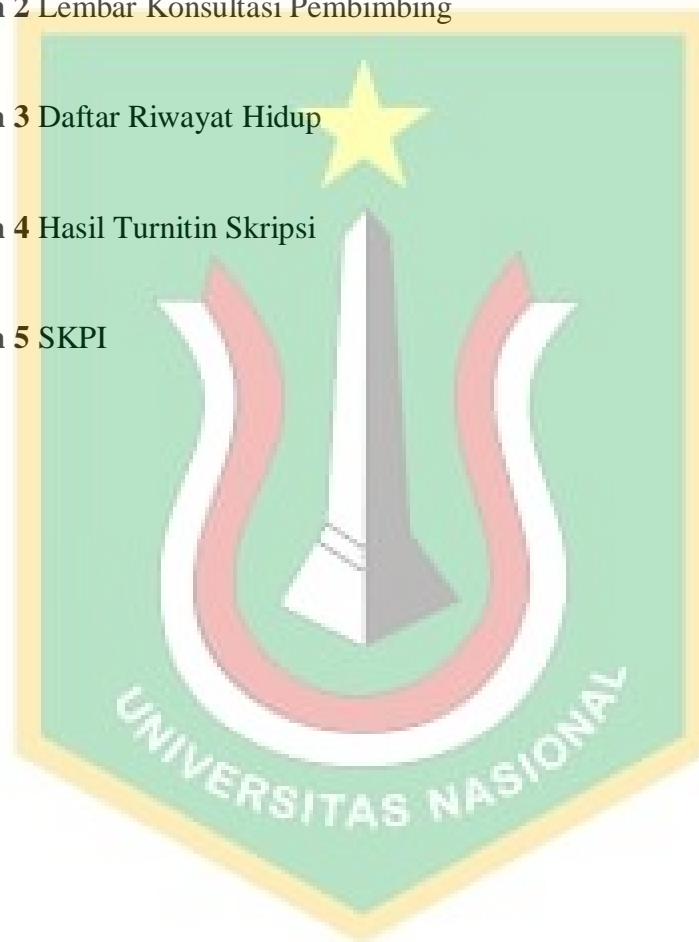 n 2 Lembar Konsultasi Pembimbing
n 3 Daftar Riwayat Hidup
n 4 Hasil Turnitin Skripsi
n 5 SKPI
UNIVERSITAS NASIONAL